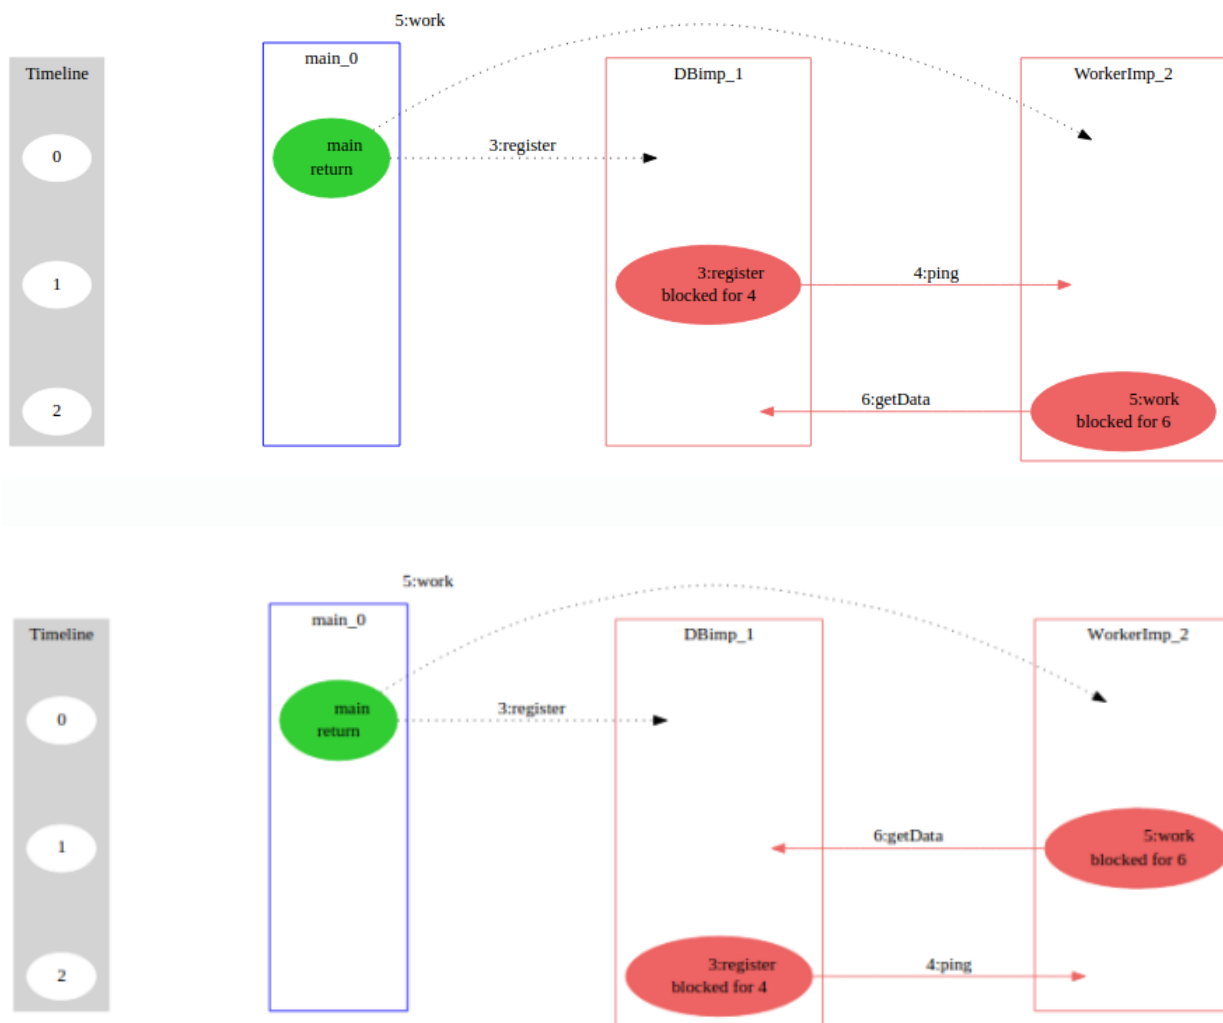 5:work
main_0
Timeline
DBimp_1
WorkerImp_2
main
return
0
3:register
3:register
blocked for 4
1
4:ping
5:work
blocked for 6
2
6:getData
5:work
main_0
Timeline
DBimp_1
WorkerImp_2
main
return
0
3:register
5:work
blocked for 6
1
6:getData
3:register
blocked for 4
2
4:ping